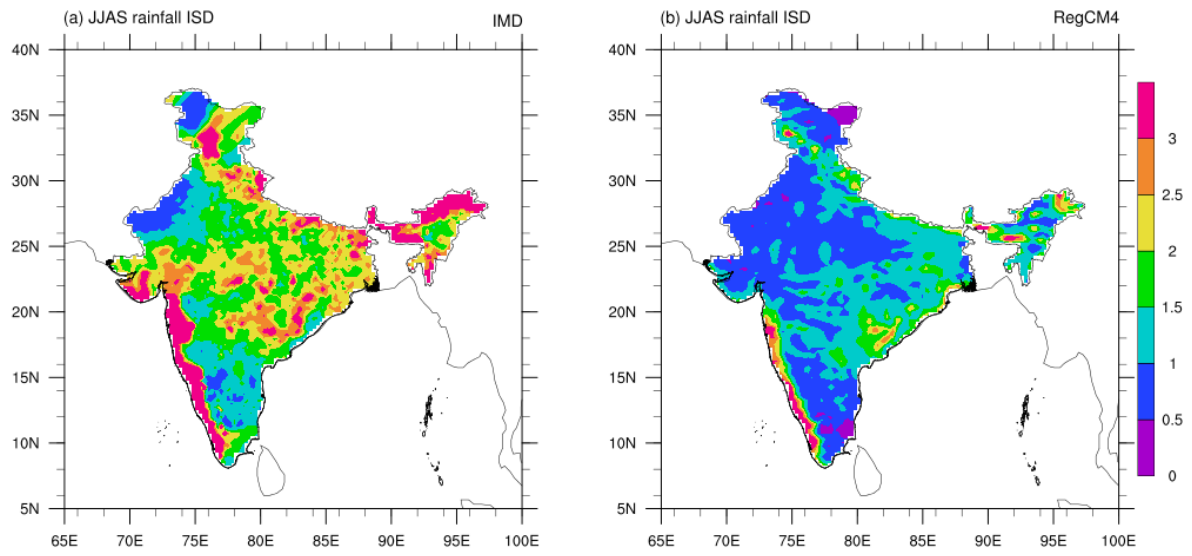 (a) JJAS rainfall ISD IMD
40N
35N
30N
25N
20N
15N
10N
5N
65E 70E 75E 80E 85E 90E 95E 100E
(b) JJAS rainfall ISD RegCM4
40N
35N
30N
25N
20N
15N
10N
5N
65E 70E 75E 80E 85E 90E 95E 100E
3
2.5
2
1.5
1
0.5
0